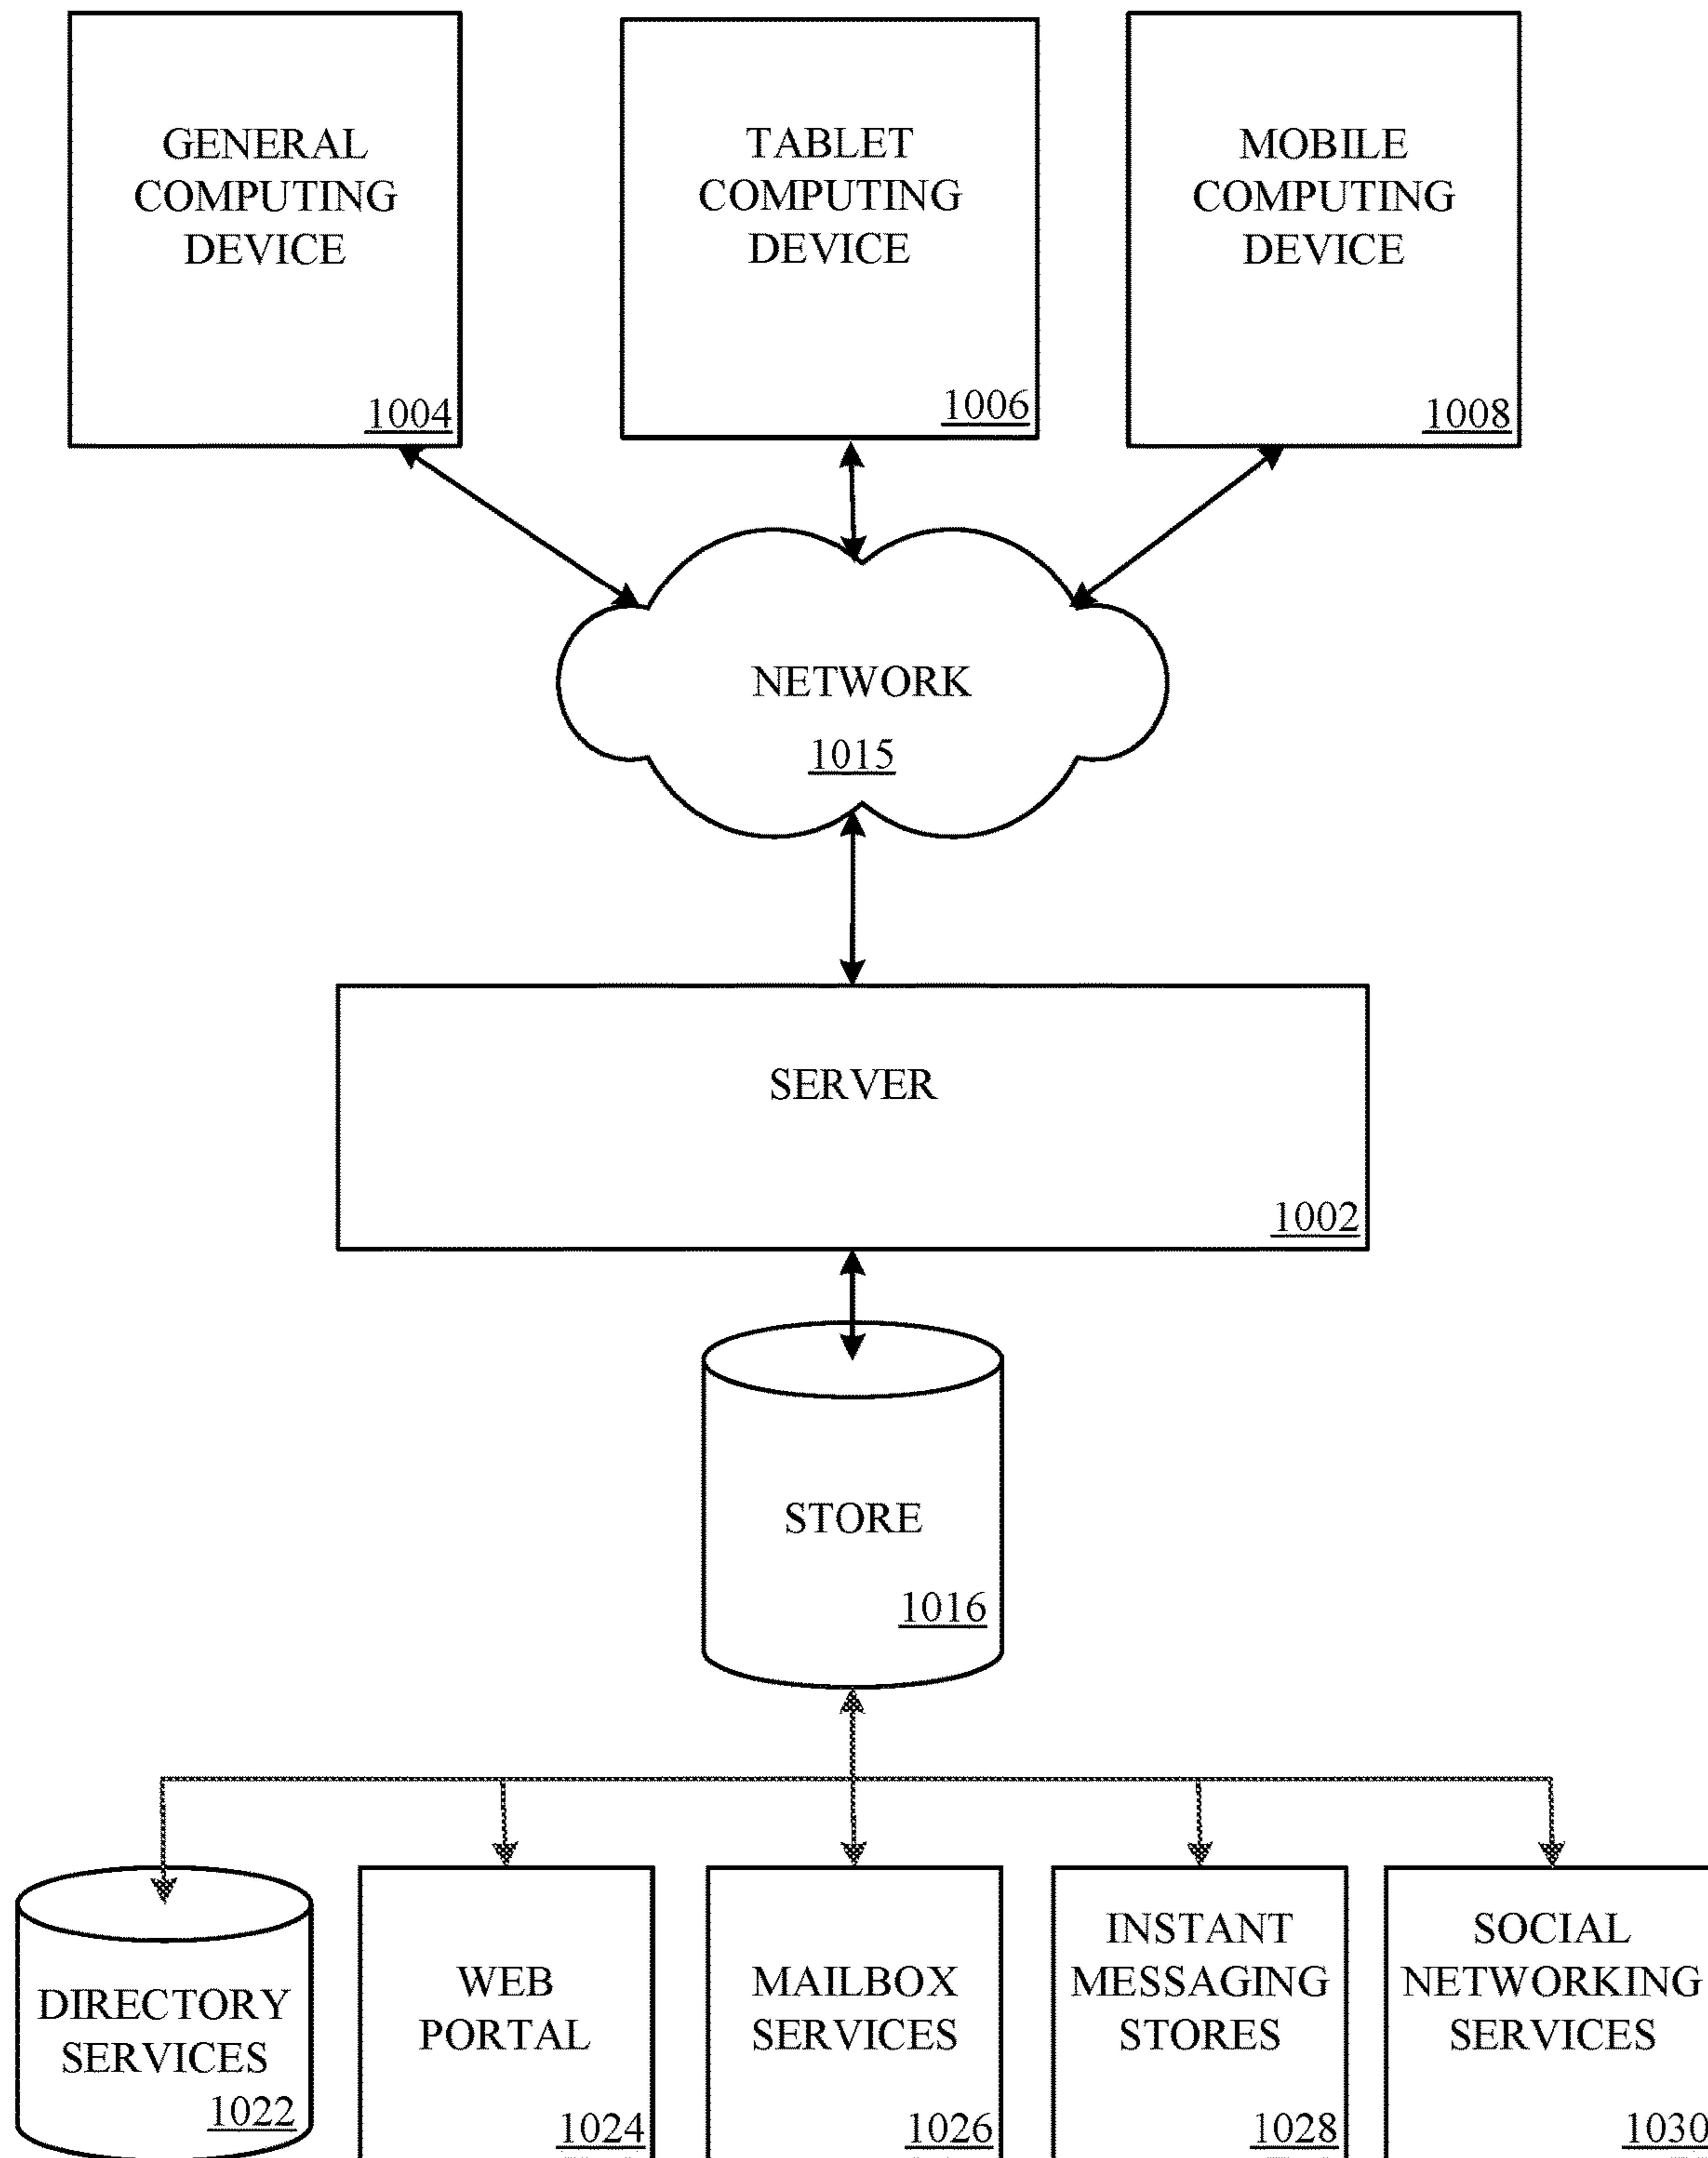 GENERAL
COMPUTING
DEVICE
1004
TABLET
COMPUTING
DEVICE
1006
MOBILE
COMPUTING
DEVICE
1008
NETWORK
1015
SERVER
1002
STORE
1016
DIRECTORY
SERVICES
1022
WEB
PORTAL
1024
MAILBOX
SERVICES
1026
INSTANT
MESSAGING
STORES
1028
SOCIAL
NETWORKING
SERVICES
1030